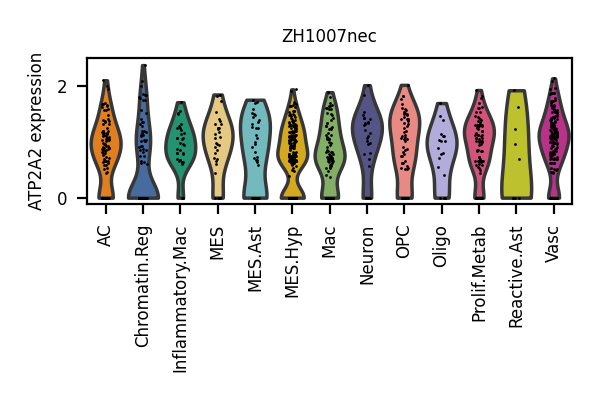 ZH1007nec
ATP2A2 expression
2
0
AC
Chromatin.Reg
Inflammatory.Mac
MES
MES.Ast
MES.Hyp
Mac
Neuron
OPC
Oligo
Prolif.Metab
Reactive.Ast
Vasc